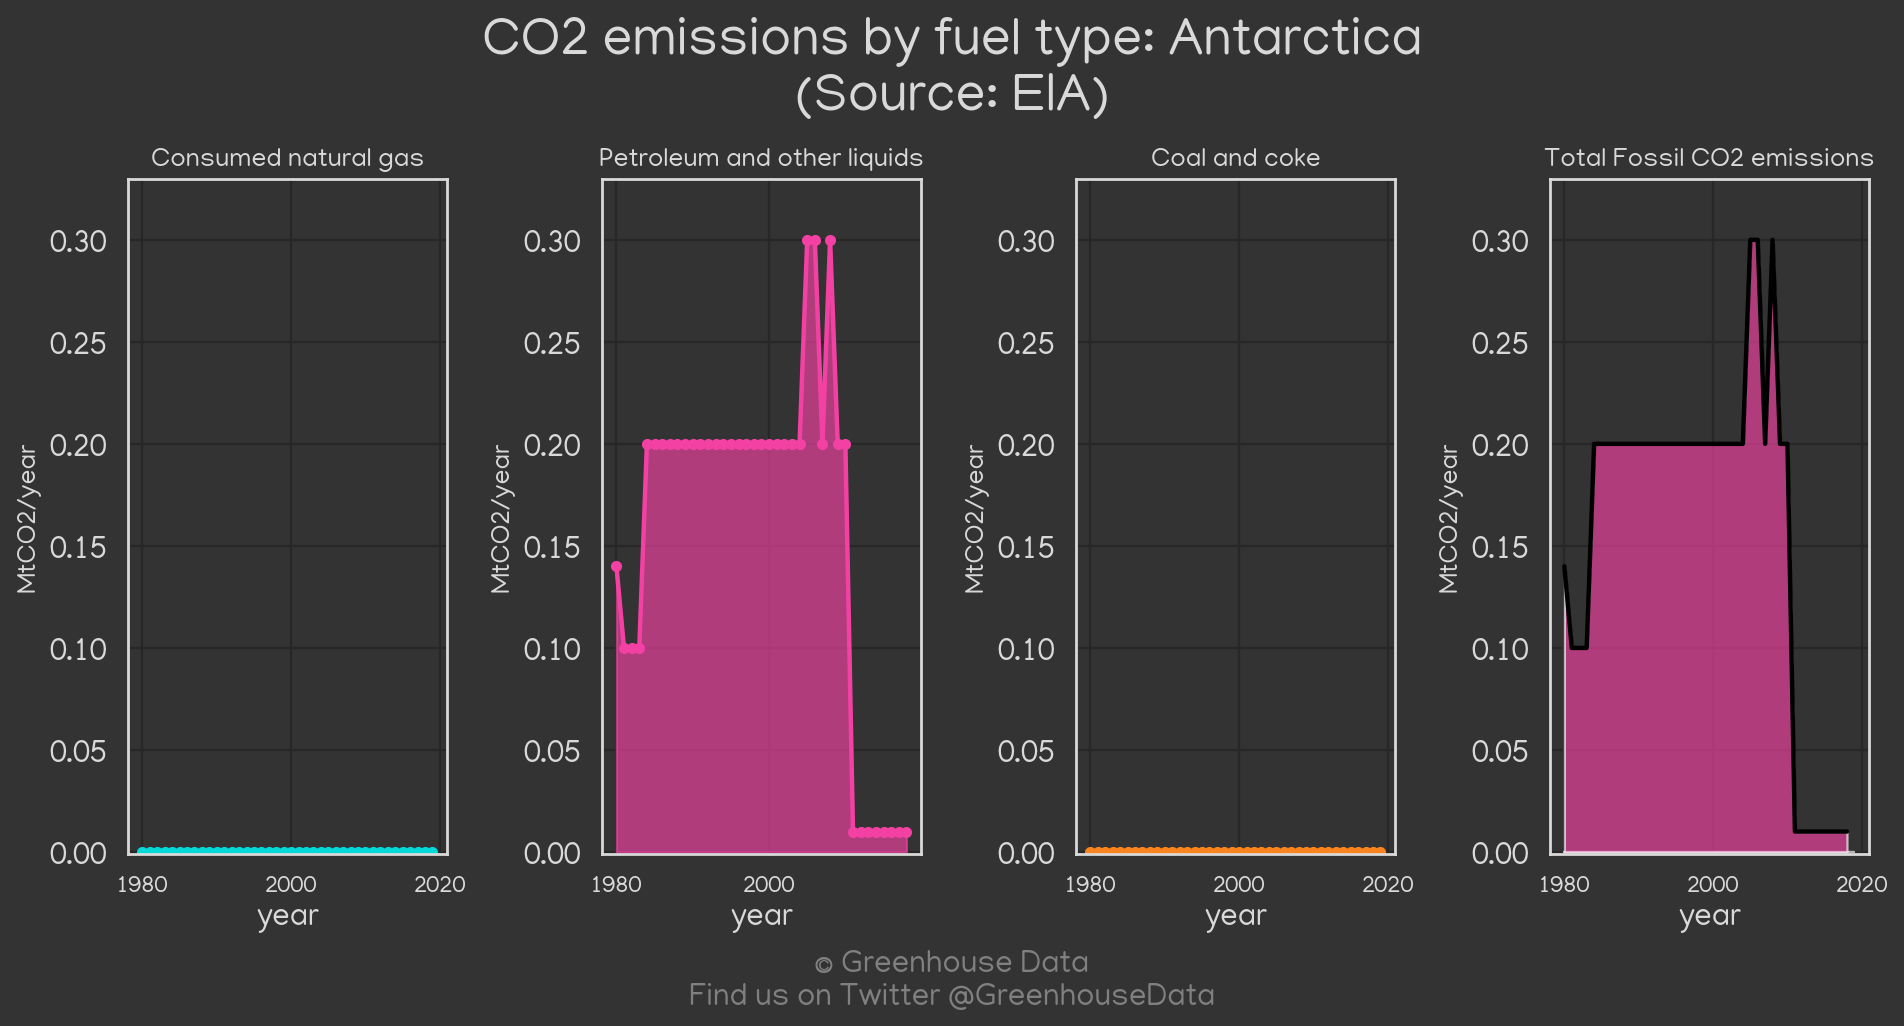 CO2 emissions by fuel type: Antarctica
(Source: EIA)
Consumed natural gas
MtCO2/year
0.30
0.25
0.20
0.15
0.10
0.05
0.00
1980 2000 2020
year
Petroleum and other liquids
MtCO2/year
0.30
0.25
0.20
0.15
0.10
0.05
0.00
1980 2000
year
Coal and coke
MtCO2/year
0.30
0.25
0.20
0.15
0.10
0.05
0.00
1980 2000 2020
year
Total Fossil CO2 emissions
MtCO2/year
0.30
0.25
0.20
0.15
0.10
0.05
0.00
1980 2000 2020
year
© Greenhouse Data
Find us on Twitter @GreenhouseData